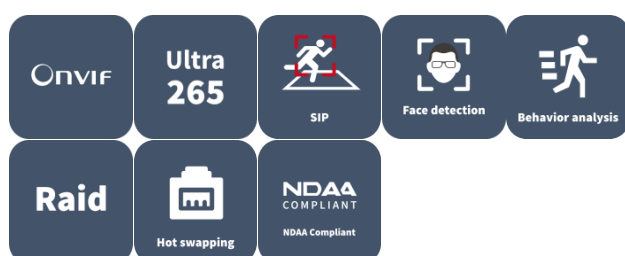 ONVIF
Ultra
265
SIP
Face detection
Behavior analysis
Raid
Hot swapping
NDAA
COMPLIANT
NDAA Compliant